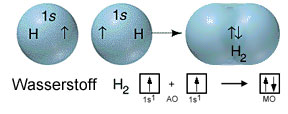 1s 1s
H ↑ ↑ H ↑↓
H₂
Wasserstoff H₂ ↑ + ↑ → ↑↓
1s¹ AO 1s¹ MO